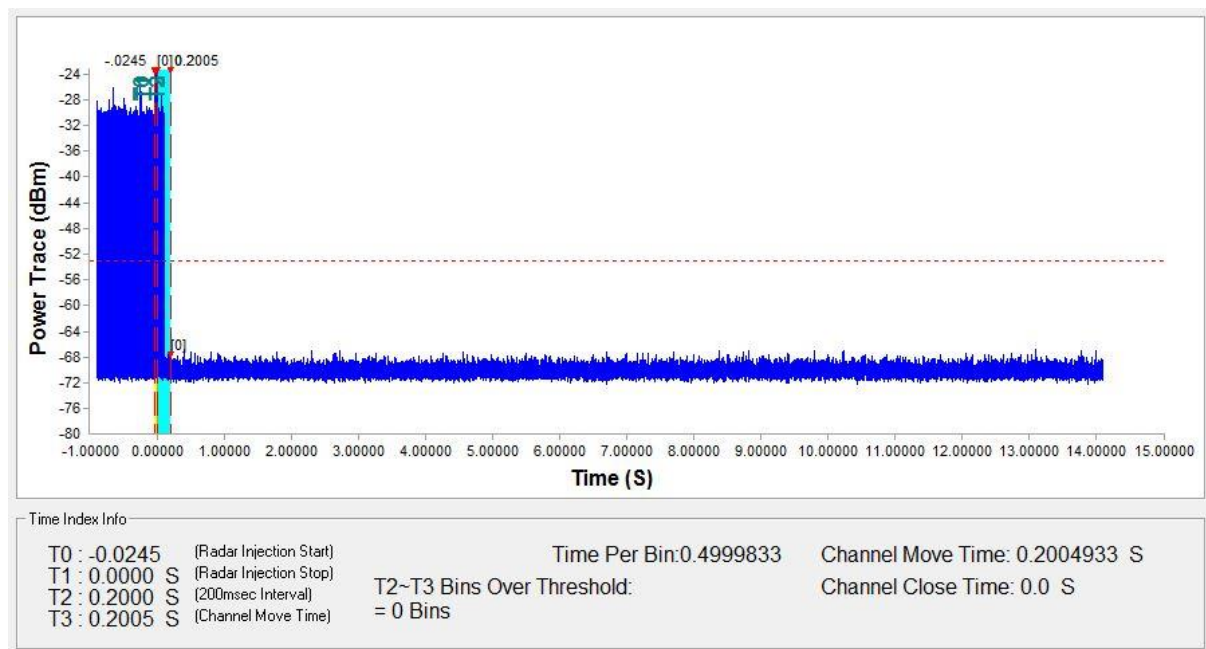 -.0245 [0] 0.2005
-24
-28
-32
-36
-40
-44
-48
-52
-56
-60
-64
-68
-72
-76
-80
Power Trace (dBm)
[0]
-1.00000 0.00000 1.00000 2.00000 3.00000 4.00000 5.00000 6.00000 7.00000 8.00000 9.00000 10.00000 11.00000 12.00000 13.00000 14.00000 15.00000
Time (S)
Time Index Info
T0 : -0.0245 (Radar Injection Start)
T1 : 0.0000 S (Radar Injection Stop)
T2 : 0.2000 S (200msec Interval)
T3 : 0.2005 S (Channel Move Time)
Time Per Bin:0.4999833
T2~T3 Bins Over Threshold:
= 0 Bins
Channel Move Time: 0.2004933 S
Channel Close Time: 0.0 S